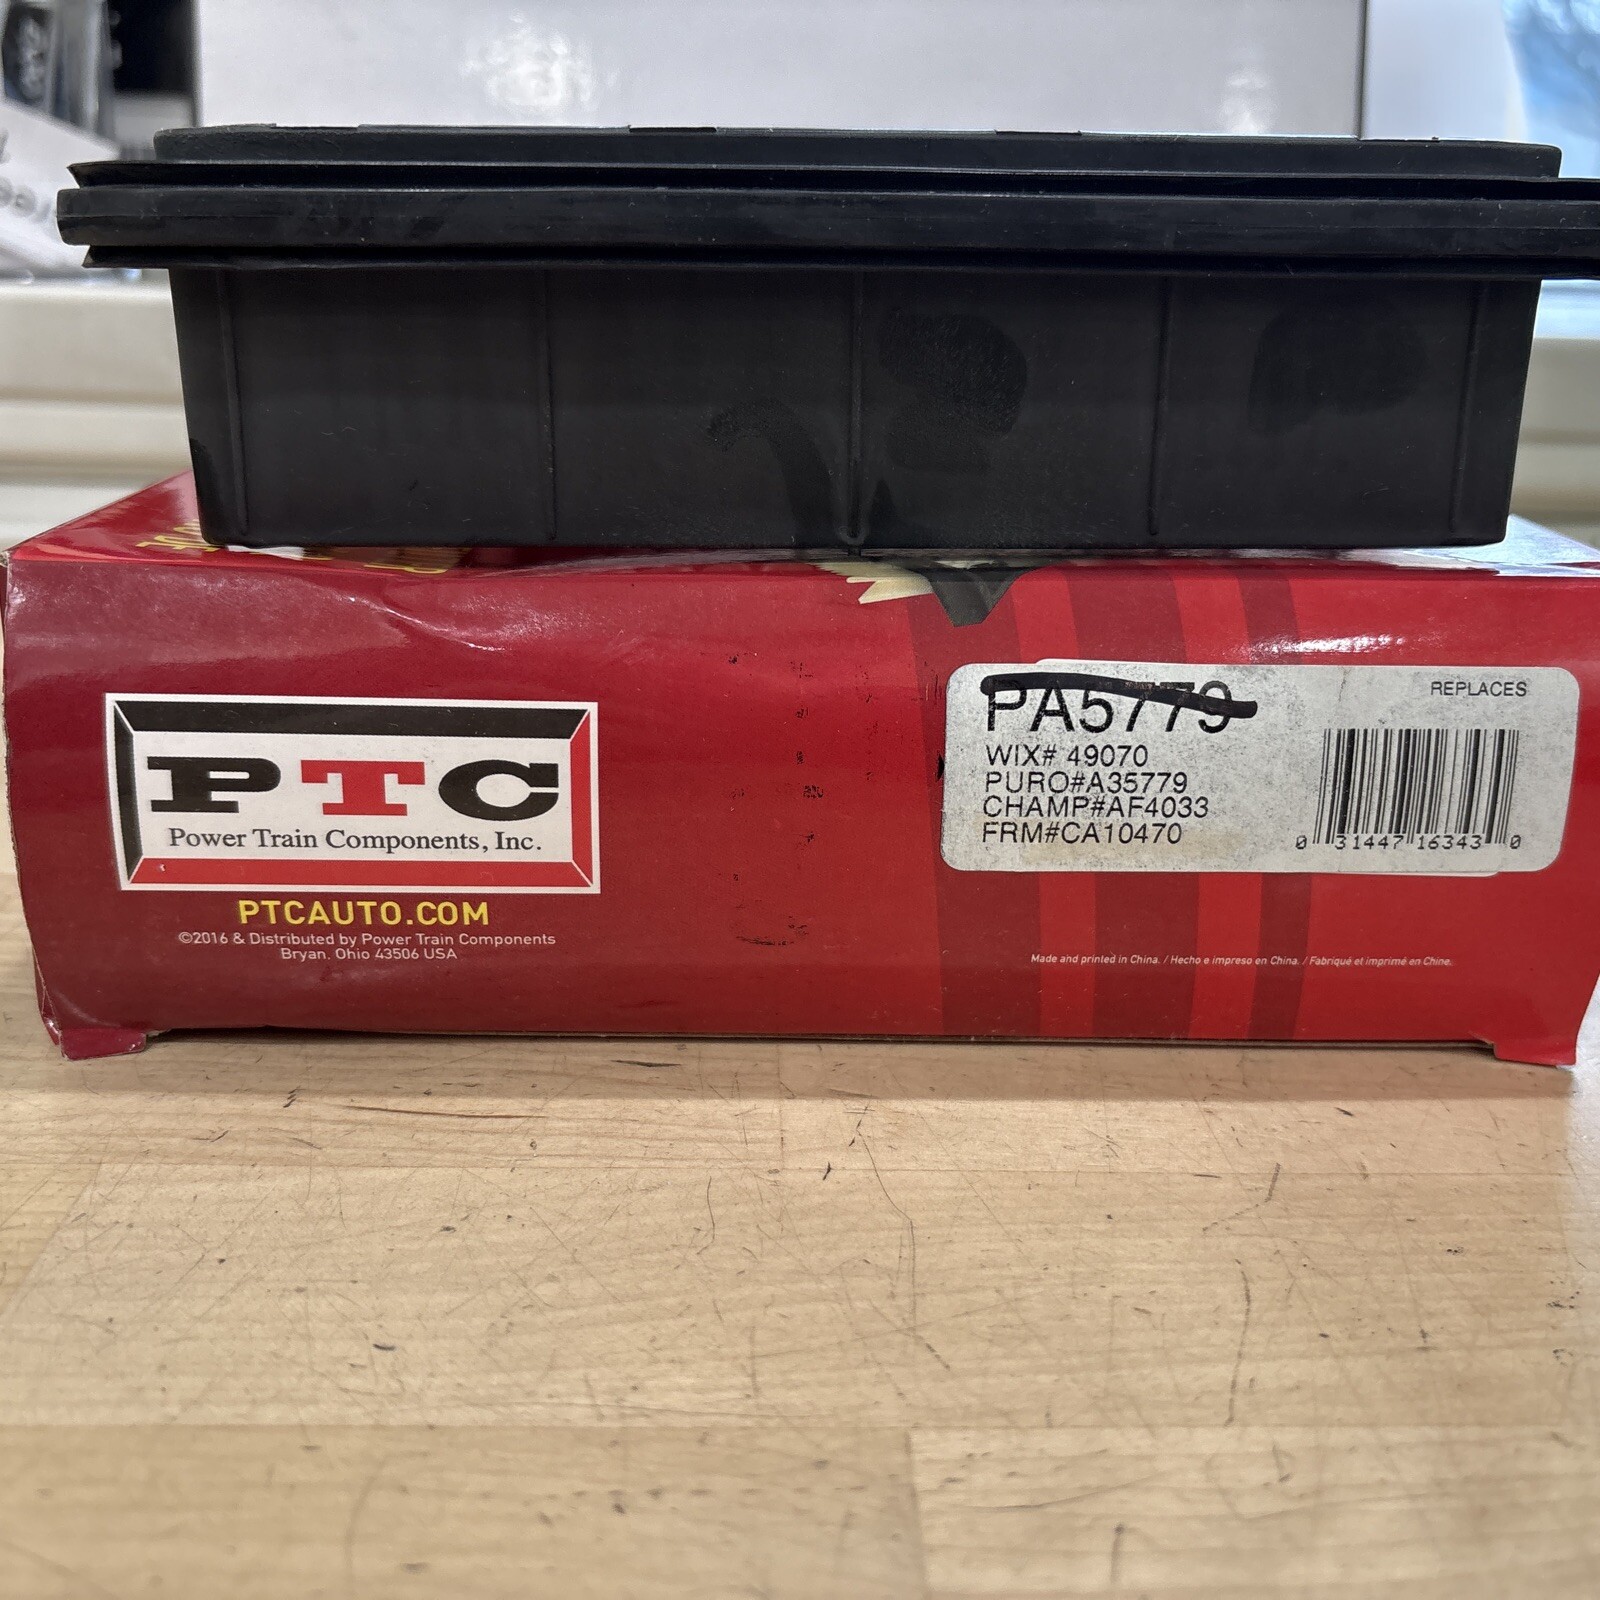 PTC
Power Train Components, Inc.
PTCAUTO.COM
©2016 & Distributed by Power Train Components
Bryan, Ohio 43506 USA
PA5779
REPLACES
WIX# 49070
PURO#A35779
CHAMP#AF4033
FRM#CA10470
0 31447 16343 0
Made and printed in China. / Hecho e impreso en China. / Fabriqué et imprimé en Chine.